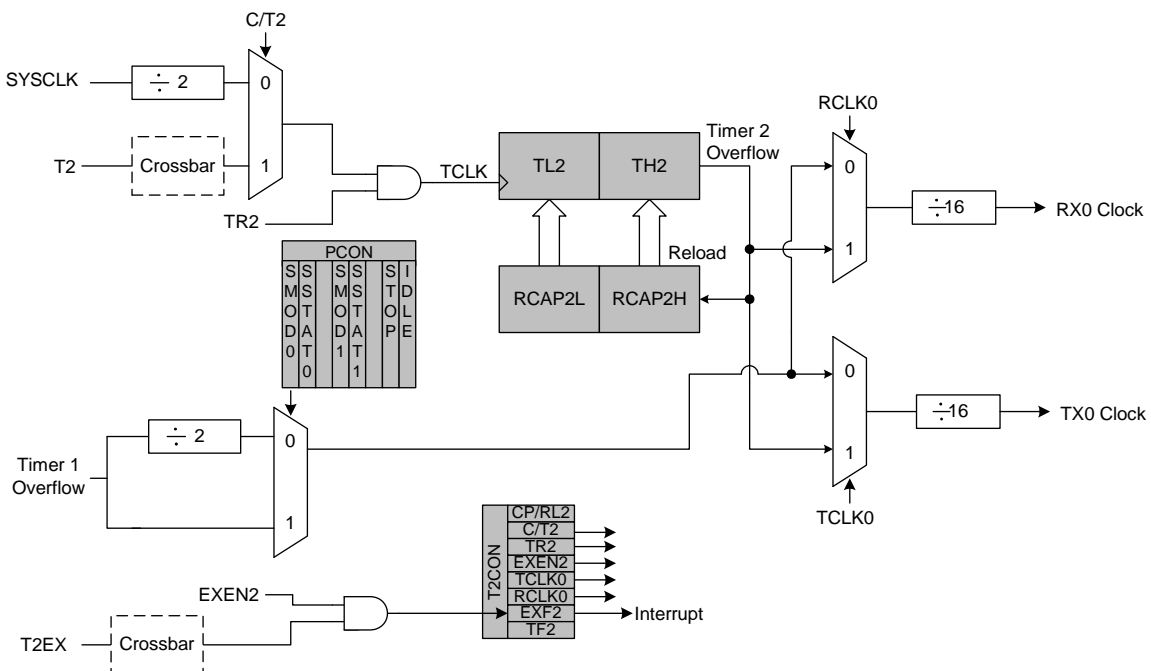 C/T2
SYSCLK
÷ 2
0
T2
Crossbar
1
TR2
TCLK
TL2
TH2
Timer 2
Overflow
RCLK0
0
1
÷16
RX0 Clock
Reload
RCAP2L
RCAP2H
PCON
SMOD0
SSTAT0
SMOD1
SSTAT1
STOP
IDLE
0
1
÷16
TX0 Clock
TCLK0
Timer 1
Overflow
÷ 2
0
1
T2CON
CP/RL2
C/T2
TR2
EXEN2
TCLK0
RCLK0
EXF2
TF2
Interrupt
EXEN2
T2EX
Crossbar